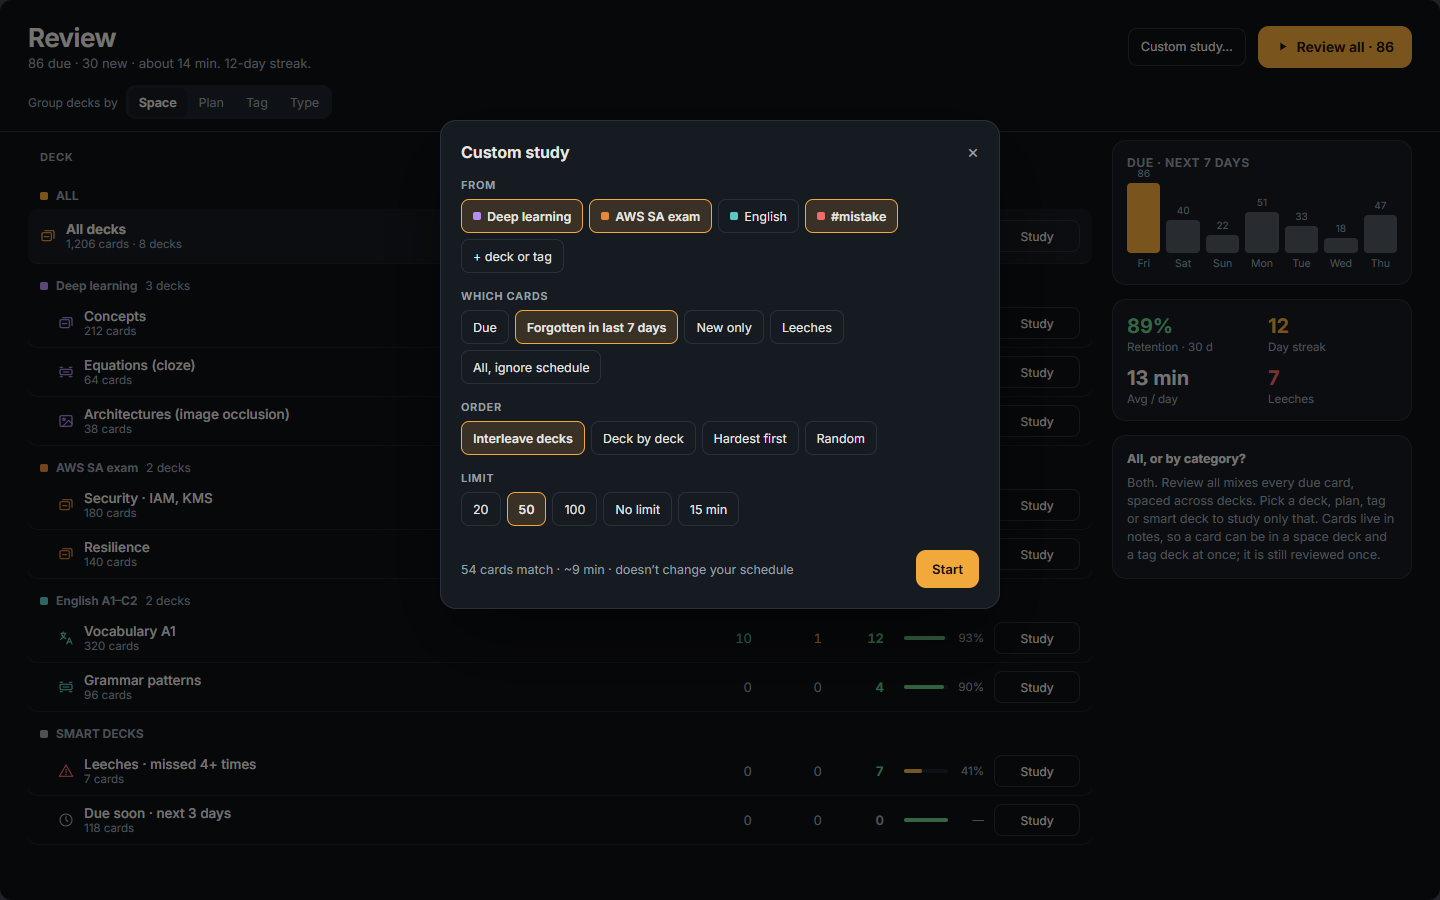 Review
86 due · 30 new · about 14 min. 12-day streak.
Custom study...
Review all · 86
Group decks by
Space
Plan
Tag
Type
DECK
ALL
All decks
1,206 cards · 8 decks
Study
Deep learning 3 decks
Concepts
212 cards
Study
Equations (cloze)
64 cards
Study
Architectures (image occlusion)
38 cards
Study
AWS SA exam 2 decks
Security · IAM, KMS
180 cards
Study
Resilience
140 cards
Study
English A1–C2 2 decks
Vocabulary A1
320 cards
10 1 12 93% Study
Grammar patterns
96 cards
0 0 4 90% Study
SMART DECKS
Leeches · missed 4+ times
7 cards
0 0 7 41% Study
Due soon · next 3 days
118 cards
0 0 0 — Study
Custom study
×
FROM
Deep learning
AWS SA exam
English
#mistake
+ deck or tag
WHICH CARDS
Due
Forgotten in last 7 days
New only
Leeches
All, ignore schedule
ORDER
Interleave decks
Deck by deck
Hardest first
Random
LIMIT
20
50
100
No limit
15 min
54 cards match · ~9 min · doesn't change your schedule
Start
DUE · NEXT 7 DAYS
86 40 22 51 33 18 47
Fri Sat Sun Mon Tue Wed Thu
89%
Retention · 30 d
12
Day streak
13 min
Avg / day
7
Leeches
All, or by category?
Both. Review all mixes every due card,
spaced across decks. Pick a deck, plan, tag
or smart deck to study only that. Cards live in
notes, so a card can be in a space deck and
a tag deck at once; it is still reviewed once.